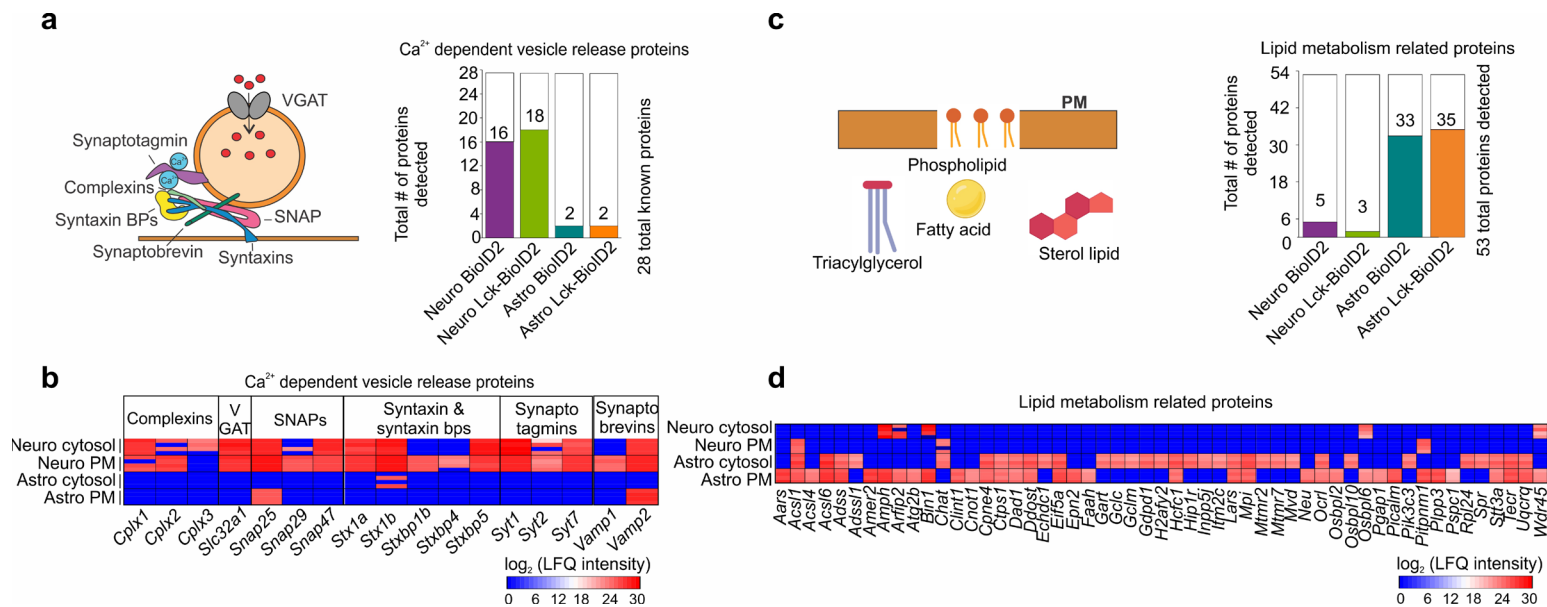 a
Ca2+ dependent vesicle release proteins
VGAT
Synaptotagmin
Ca2+
Ca2+
Complexins
Syntaxin BPs
SNAP
Synaptobrevin
Syntaxins
Total # of proteins
detected
28
24
20
16
12
8
4
0
16
18
2
2
28 total known proteins
Neuro BioID2
Neuro Lck-BioID2
Astro BioID2
Astro Lck-BioID2
c
PM
Phospholipid
Fatty acid
Triacylglycerol
Sterol lipid
Lipid metabolism related proteins
Total # of proteins
detected
54
42
30
18
6
0
5
3
33
35
53 total proteins detected
Neuro BioID2
Neuro Lck-BioID2
Astro BioID2
Astro Lck-BioID2
b
Ca2+ dependent vesicle release proteins
Complexins
V
GAT
SNAPs
Syntaxin &
syntaxin bps
Synapto
tagmins
Synapto
brevins
Neuro cytosol
Neuro PM
Astro cytosol
Astro PM
Cplx1
Cplx2
Cplx3
Slc32a1
Snap25
Snap29
Snap47
Stx1a
Stx1b
Stxbp1b
Stxbp4
Stxbp5
Syt1
Syt2
Syt7
Vamp1
Vamp2
log2 (LFQ intensity)
0 6 12 18 24 30
d
Lipid metabolism related proteins
Neuro cytosol
Neuro PM
Astro cytosol
Astro PM
Aars
Acsl1
Acsl4
Acsl6
Adss
Adssl1
Amer2
Amph
Arfip2
Atg2b
Bin1
Chat
Clint1
Cnct1
Cpne4
Ctps1
Dad1
Ddost
Echdc1
Eif5a
Epn2
Faah
Gart
Gclc
Gclm
Gdpd1
H2afv2
Hcfc1
Hip1r
Inpp5j
Itm2c
Lars
Mpi
Mtmr2
Mtmr7
Mvd
Neu
Ocrl
Osbpl2
Osbpl10
Osbpl6
Pgap1
Picalm
Pik3c3
Pitpnm1
Plpp3
Pspc1
Rpl24
Spr
Stt3a
Tecr
Uqcrq
Wdr45
log2 (LFQ intensity)
0 6 12 18 24 30